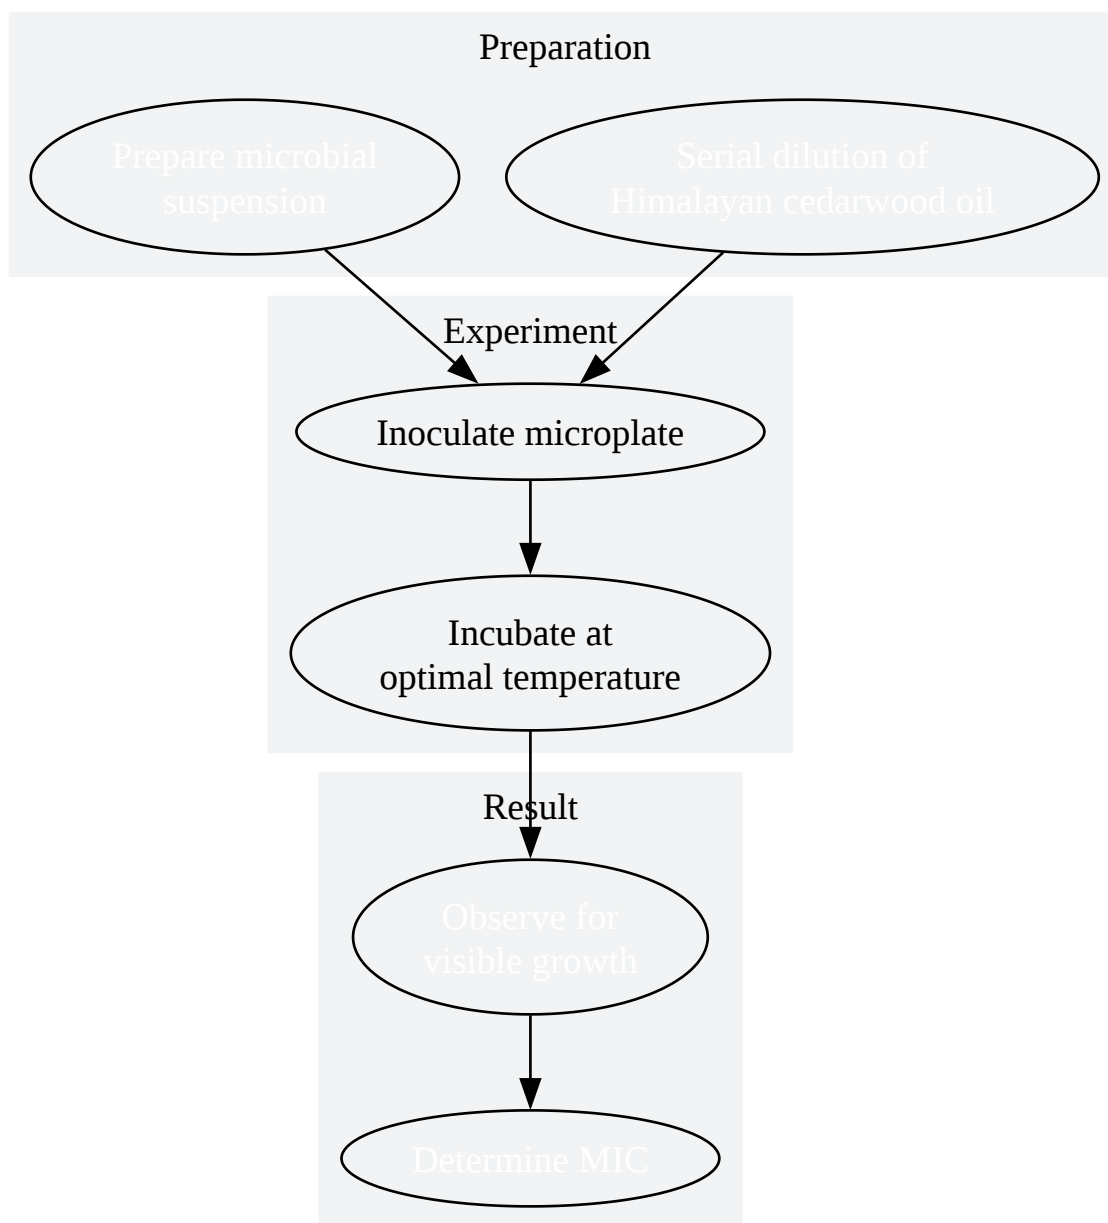 Preparation
Prepare microbial
suspension
Serial dilution of
Himalayan cedarwood oil
Experiment
Inoculate microplate
Incubate at
optimal temperature
Result
Observe for
visible growth
Determine MIC